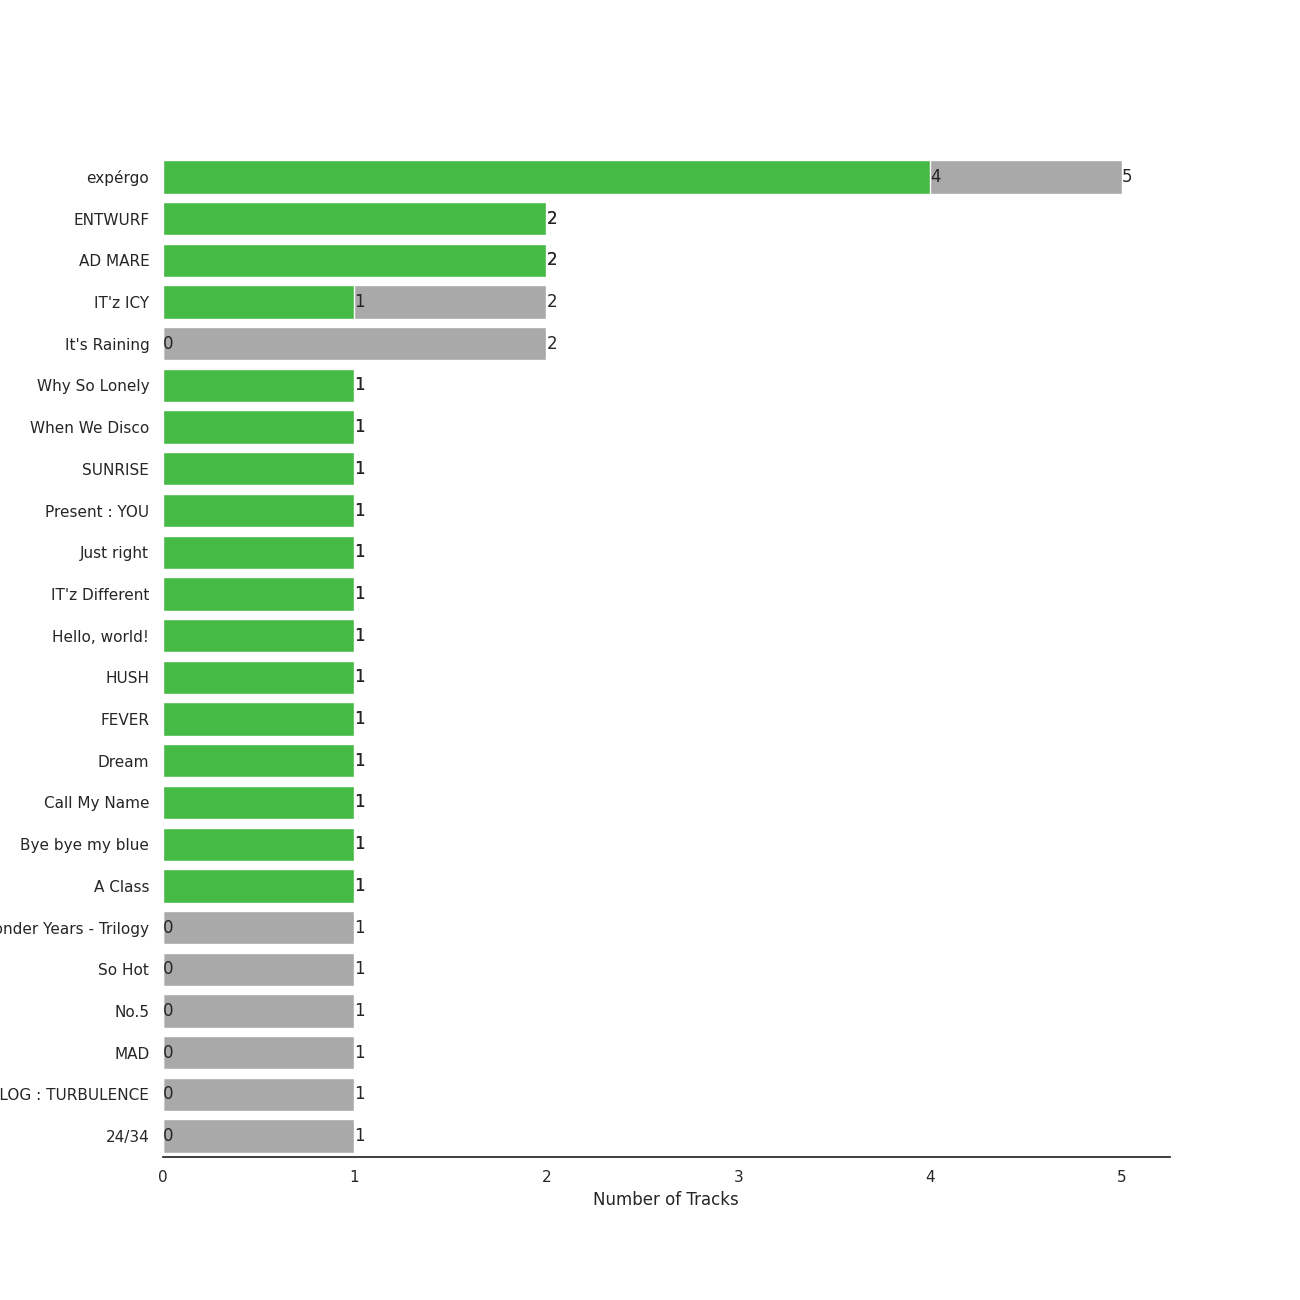 expérgo 4 5
ENTWURF 2
AD MARE 2
IT'z ICY 1 2
It's Raining 0 2
Why So Lonely 1
When We Disco 1
SUNRISE 1
Present : YOU 1
Just right 1
IT'z Different 1
Hello, world! 1
HUSH 1
FEVER 1
Dream 1
Call My Name 1
Bye bye my blue 1
A Class 1
Years - Trilogy 0 1
So Hot 0 1
No.5 0 1
MAD 0 1
: TURBULENCE 0 1
24/34 0 1
0 1 2 3 4 5
Number of Tracks